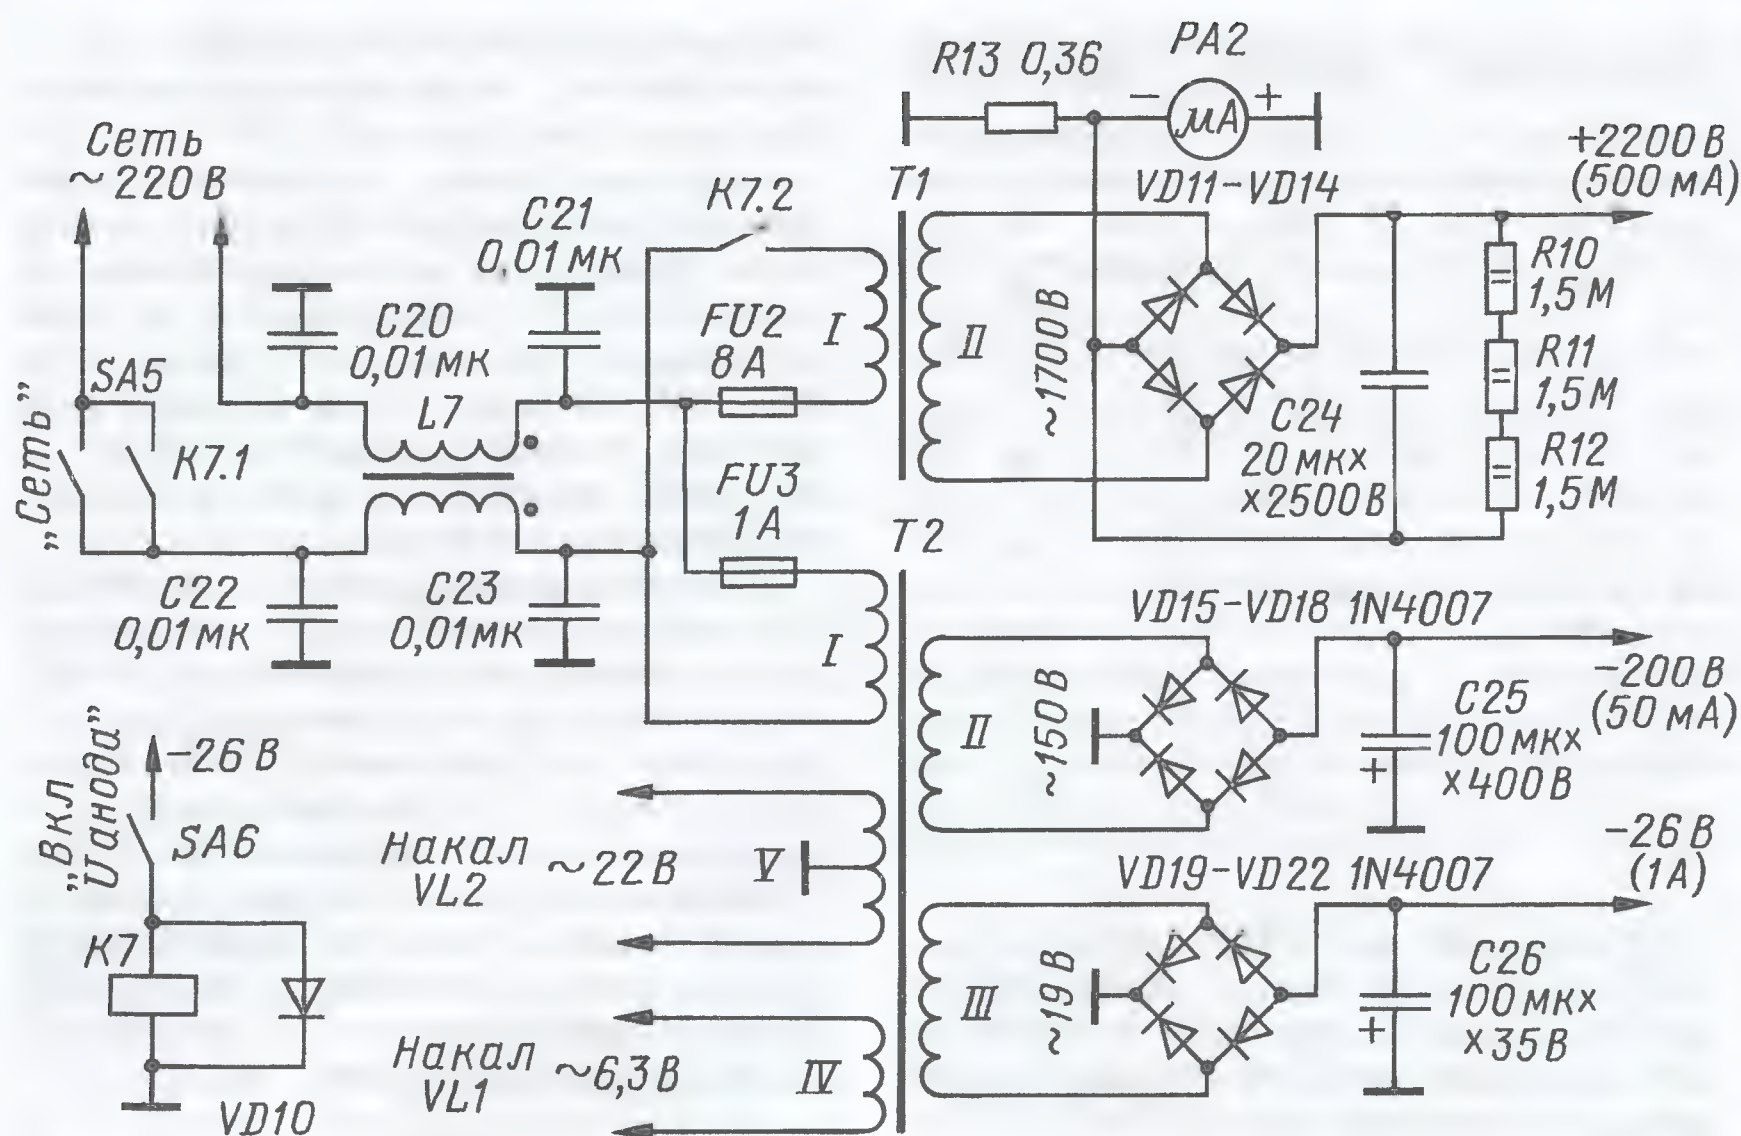 R13 0,36
PA2
μA
- +
Сеть
~220 В
T1
VD11-VD14
+2200 В
(500 мА)
K7.2
C21
0,01 мк
C20
0,01 мк
FU2
8 А
I
II
~1700 В
R10
1,5 М
R11
1,5 М
R12
1,5 М
C24
20 мкх
х2500 В
SA5
„Сеть”
K7.1
L7
FU3
1 А
T2
C22
0,01 мк
C23
0,01 мк
I
VD15-VD18 1N4007
II
~150 В
-200 В
(50 мА)
C25
100 мкх
х400 В
+
„Вкл
Uанода”
-26 В
SA6
K7
VD10
Накал
VL2
~22 В
V
VD19-VD22 1N4007
-26 В
(1 А)
III
~19 В
C26
100 мкх
х35 В
+
Накал
VL1
~6,3 В
IV